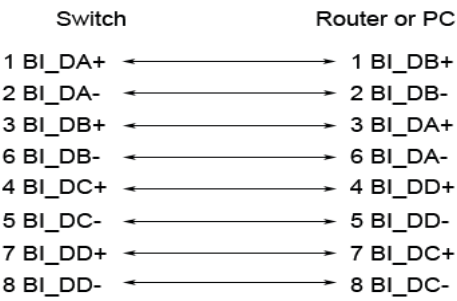 Switch Router or PC
1 BI_DA+ 1 BI_DB+
2 BI_DA- 2 BI_DB-
3 BI_DB+ 3 BI_DA+
6 BI_DB- 6 BI_DA-
4 BI_DC+ 4 BI_DD+
5 BI_DC- 5 BI_DD-
7 BI_DD+ 7 BI_DC+
8 BI_DD- 8 BI_DC-